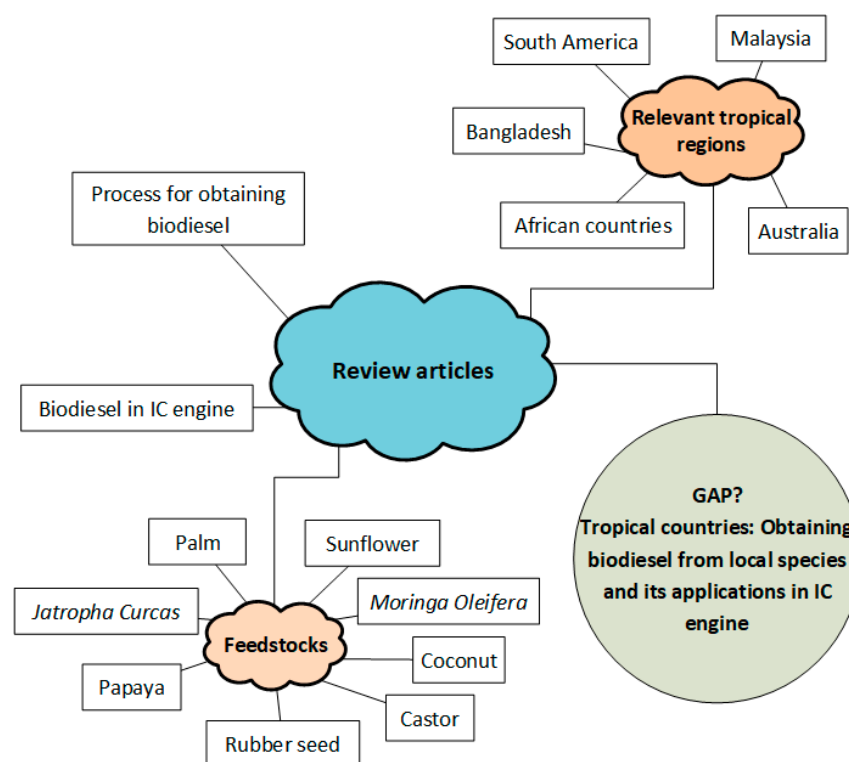 South America
Malaysia
Relevant tropical
regions
Bangladesh
African countries
Australia
Process for obtaining
biodiesel
Review articles
Biodiesel in IC engine
GAP?
Tropical countries: Obtaining
biodiesel from local species
and its applications in IC
engine
Palm
Sunflower
Jatropha Curcas
Moringa Oleifera
Feedstocks
Papaya
Coconut
Castor
Rubber seed